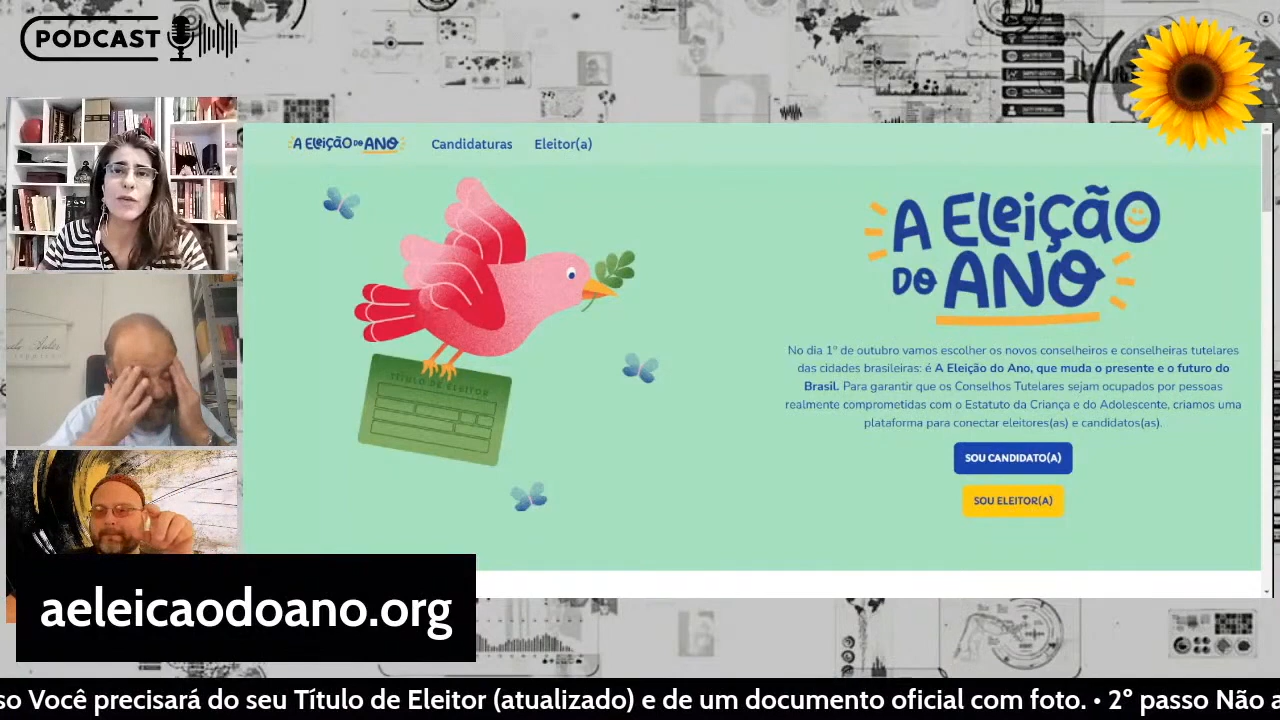 PODCAST
A ELEIÇÃO DO ANO
Candidaturas
Eleitor(a)
TÍTULO DE ELEITOR
A ELEIÇÃO
DO ANO
No dia 1º de outubro vamos escolher os novos conselheiros e conselheiras tutelares
das cidades brasileiras: é A Eleição do Ano, que muda o presente e o futuro do
Brasil. Para garantir que os Conselhos Tutelares sejam ocupados por pessoas
realmente comprometidas com o Estatuto da Criança e do Adolescente, criamos uma
plataforma para conectar eleitores(as) e candidatos(as).
SOU CANDIDATO(A)
SOU ELEITOR(A)
aeleicaodoano.org
so Você precisará do seu Título de Eleitor (atualizado) e de um documento oficial com foto. • 2º passo Não a